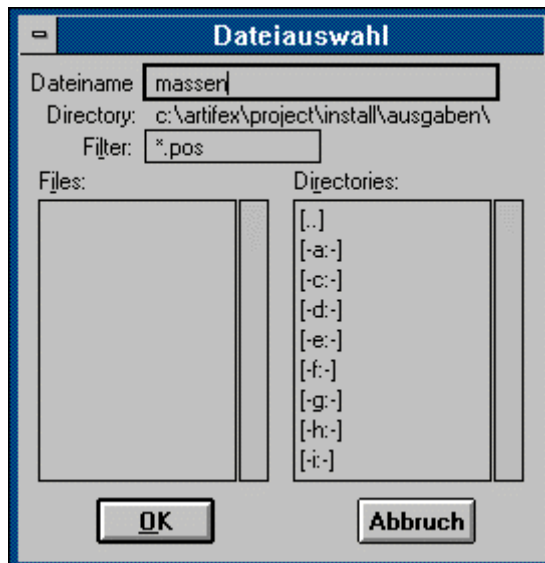 Dateiauswahl
Dateiname massen
Directory: c:\artifex\project\install\ausgaben\
Filter: *.pos
Files: Directories:
[..]
[-a:-]
[-c:-]
[-d:-]
[-e:-]
[-f:-]
[-g:-]
[-h:-]
[-i:-]
OK Abbruch